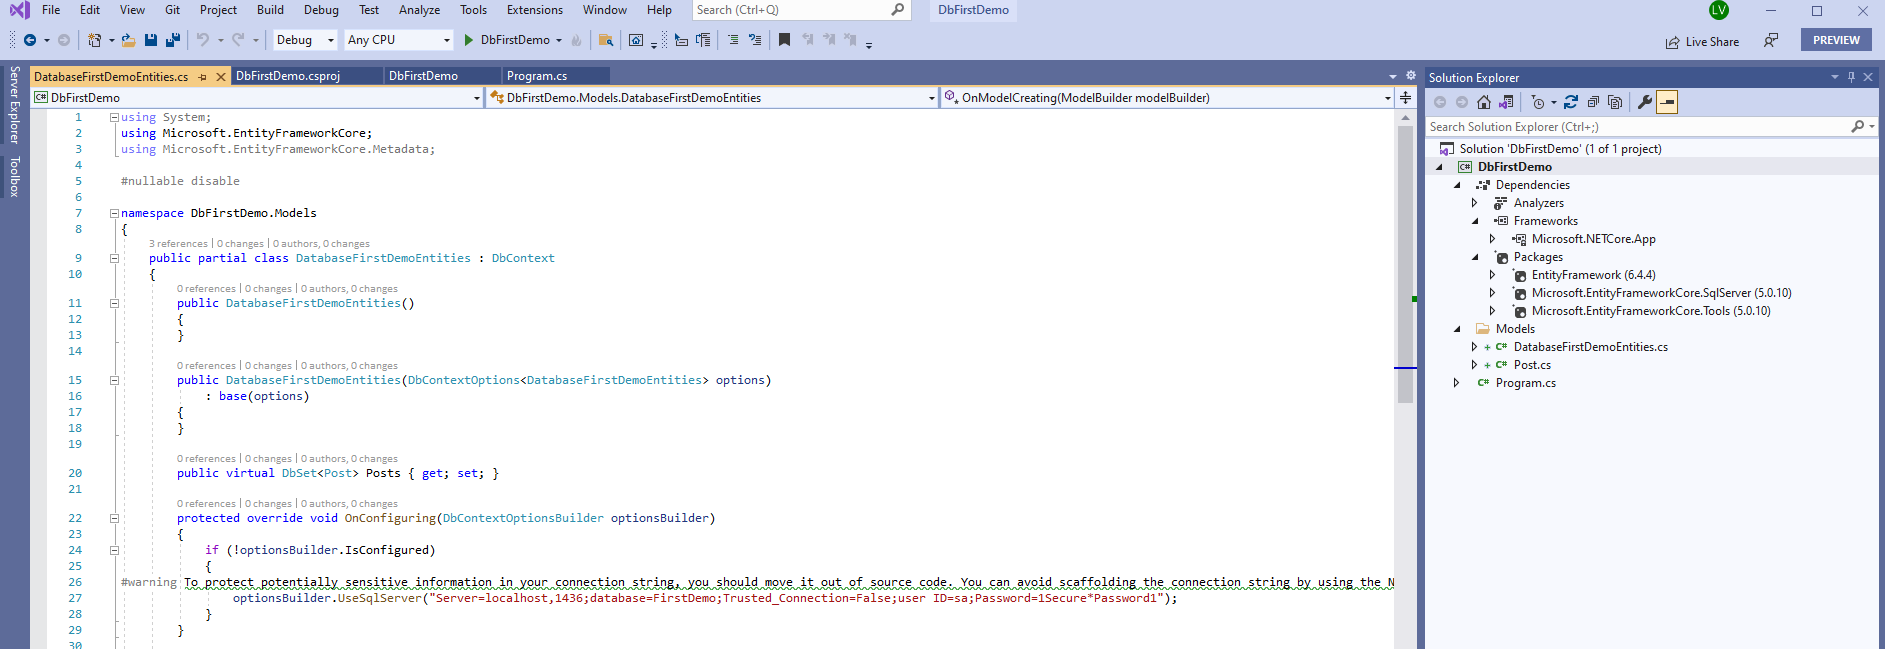 File Edit View Git Project Build Debug Test Analyze Tools Extensions Window Help Search (Ctrl+Q) DbFirstDemo LV
Debug Any CPU DbFirstDemo Live Share PREVIEW
Server Explorer
Toolbox
DatabaseFirstDemoEntities.cs DbFirstDemo.csproj DbFirstDemo Program.cs
C# DbFirstDemo DbFirstDemo.Models.DatabaseFirstDemoEntities OnModelCreating(ModelBuilder modelBuilder)
1 using System;
2 using Microsoft.EntityFrameworkCore;
3 using Microsoft.EntityFrameworkCore.Metadata;
4
5 #nullable disable
6
7 namespace DbFirstDemo.Models
8 {
3 references | 0 changes | 0 authors, 0 changes
9 public partial class DatabaseFirstDemoEntities : DbContext
10 {
0 references | 0 changes | 0 authors, 0 changes
11 public DatabaseFirstDemoEntities()
12 {
13 }
14
0 references | 0 changes | 0 authors, 0 changes
15 public DatabaseFirstDemoEntities(DbContextOptions<DatabaseFirstDemoEntities> options)
16 : base(options)
17 {
18 }
19
0 references | 0 changes | 0 authors, 0 changes
20 public virtual DbSet<Post> Posts { get; set; }
21
0 references | 0 changes | 0 authors, 0 changes
22 protected override void OnConfiguring(DbContextOptionsBuilder optionsBuilder)
23 {
24 if (!optionsBuilder.IsConfigured)
25 {
26 #warning To protect potentially sensitive information in your connection string, you should move it out of source code. You can avoid scaffolding the connection string by using the N
27 optionsBuilder.UseSqlServer("Server=localhost,1436;database=FirstDemo;Trusted_Connection=False;user ID=sa;Password=1Secure*Password1");
28 }
29 }
30
Solution Explorer
Search Solution Explorer (Ctrl+;)
Solution 'DbFirstDemo' (1 of 1 project)
C# DbFirstDemo
Dependencies
Analyzers
Frameworks
Microsoft.NETCore.App
Packages
EntityFramework (6.4.4)
Microsoft.EntityFrameworkCore.SqlServer (5.0.10)
Microsoft.EntityFrameworkCore.Tools (5.0.10)
Models
+ C# DatabaseFirstDemoEntities.cs
+ C# Post.cs
C# Program.cs